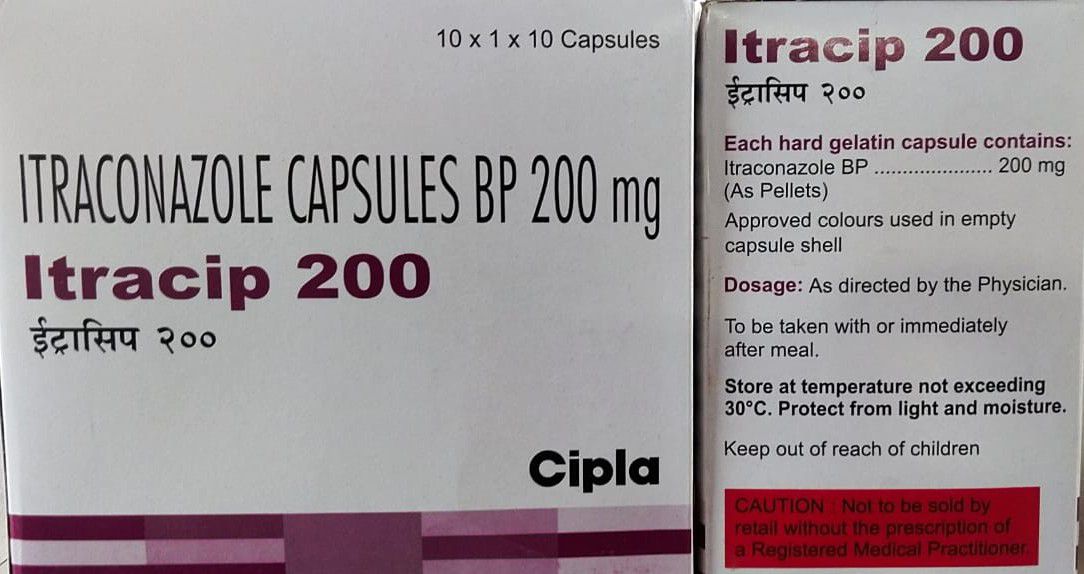 10 x 1 x 10 Capsules
ITRACONAZOLE CAPSULES BP 200 mg
Itracip 200
ईट्रासिप २००
Cipla
Itracip 200
ईट्रासिप २००
Each hard gelatin capsule contains:
Itraconazole BP ..................... 200 mg
(As Pellets)
Approved colours used in empty
capsule shell
Dosage: As directed by the Physician.
To be taken with or immediately
after meal.
Store at temperature not exceeding
30°C. Protect from light and moisture.
Keep out of reach of children
CAUTION : Not to be sold by
retail without the prescription of
a Registered Medical Practitioner.